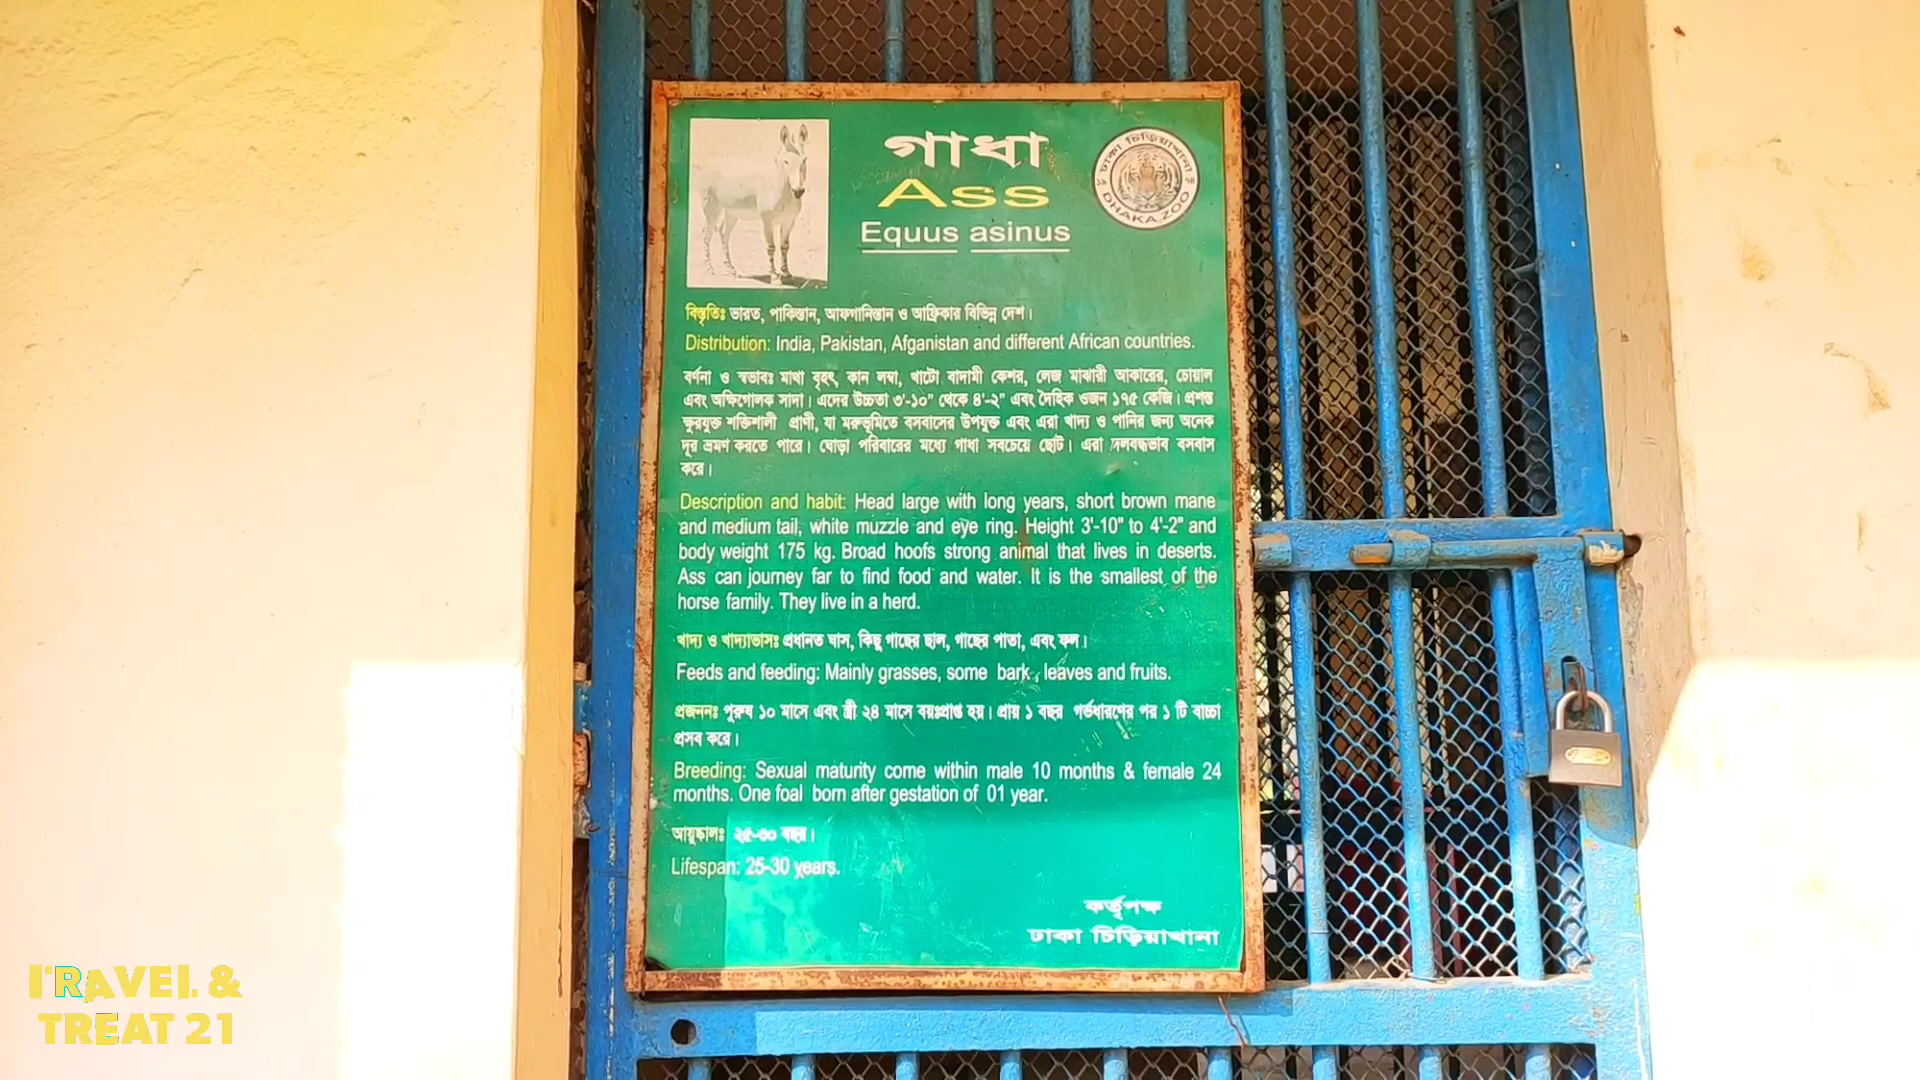 গাধা
Ass
Equus asinus
ঢাকা চিড়িয়াখানা
DHAKA ZOO
বিস্তৃতিঃ ভারত, পাকিস্তান, আফগানিস্তান ও আফ্রিকার বিভিন্ন দেশ।
Distribution: India, Pakistan, Afganistan and different African countries.
বর্ণনা ও স্বভাবঃ মাথা বৃহৎ, কান লম্বা, খাটো বাদামী কেশর, লেজ মাঝারী আকারের, চোয়াল
এবং অক্ষিগোলক সাদা। এদের উচ্চতা ৩'-১০" থেকে ৪'-২" এবং দৈহিক ওজন ১৭৫ কেজি। প্রশস্ত
ক্ষুরযুক্ত শক্তিশালী প্রাণী, যা মরুভূমিতে বসবাসের উপযুক্ত এবং এরা খাদ্য ও পানির জন্য অনেক
দূর ভ্রমণ করতে পারে। ঘোড়া পরিবারের মধ্যে গাধা সবচেয়ে ছোট। এরা দলবদ্ধভাব বসবাস
করে।
Description and habit: Head large with long years, short brown mane
and medium tail, white muzzle and eye ring. Height 3'-10" to 4'-2" and
body weight 175 kg. Broad hoofs strong animal that lives in deserts.
Ass can journey far to find food and water. It is the smallest of the
horse family. They live in a herd.
খাদ্য ও খাদ্যাভাসঃ প্রধানত ঘাস, কিছু গাছের ছাল, গাছের পাতা, এবং ফল।
Feeds and feeding: Mainly grasses, some bark, leaves and fruits.
প্রজননঃ পুরুষ ১০ মাসে এবং স্ত্রী ২৪ মাসে বয়ঃপ্রাপ্ত হয়। প্রায় ১ বছর গর্ভধারণের পর ১ টি বাচ্চা
প্রসব করে।
Breeding: Sexual maturity come within male 10 months & female 24
months. One foal born after gestation of 01 year.
আয়ুষ্কালঃ ২৫-৩০ বছর।
Lifespan: 25-30 years.
কর্তৃপক্ষ
ঢাকা চিড়িয়াখানা
TRAVEL &
TREAT 21